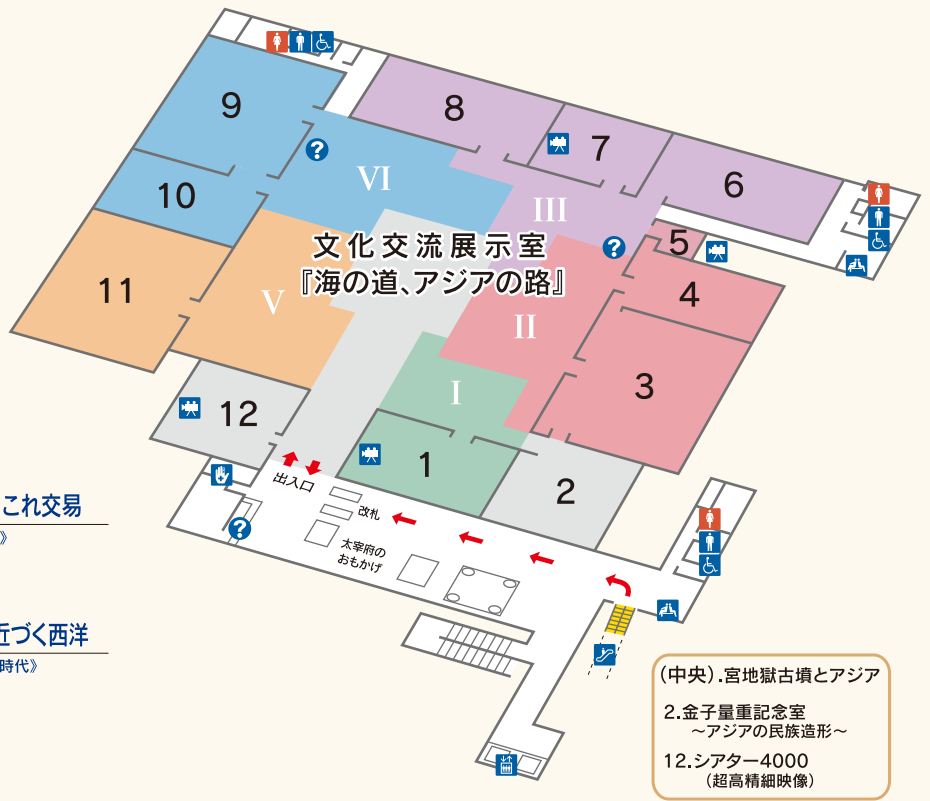 9
8
7
6
10
VI
III
5
文化交流展示室
『海の道、アジアの路』
4
11
V
II
3
I
12
1
2
出入口
改札
太宰府の
おもかげ
これ交易
》
近づく西洋
時代》
(中央).宮地獄古墳とアジア
2.金子量重記念室
~アジアの民族造形~
12.シアター4000
(超高精細映像)